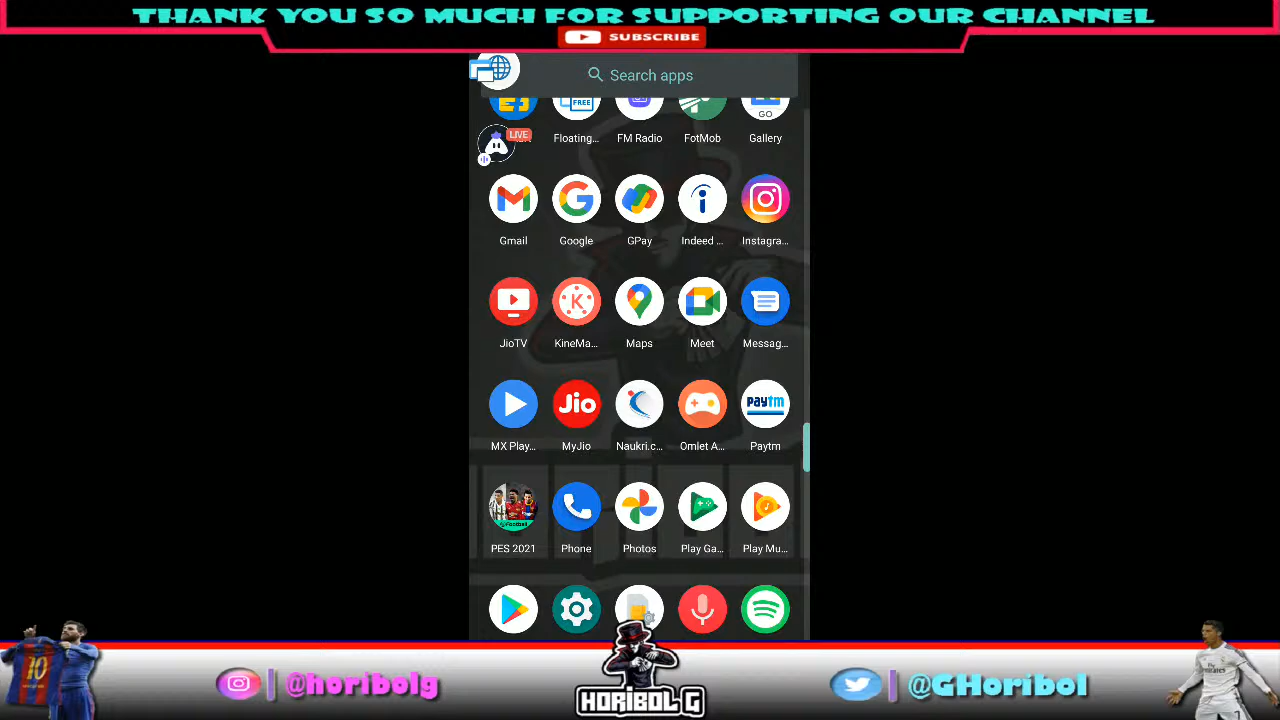 THANK YOU SO MUCH FOR SUPPORTING OUR CHANNEL
SUBSCRIBE
Search apps
FREE
GO
Floating... FM Radio FotMob Gallery
LIVE
Gmail Google GPay Indeed ... Instagra...
JioTV KineMa... Maps Meet Messag...
Jio
paytm
MX Play... MyJio Naukri.c... Omlet A... Paytm
PES 2021 Phone Photos Play Ga... Play Mu...
10
@horibolg
HORIBOL G
@GHoribol